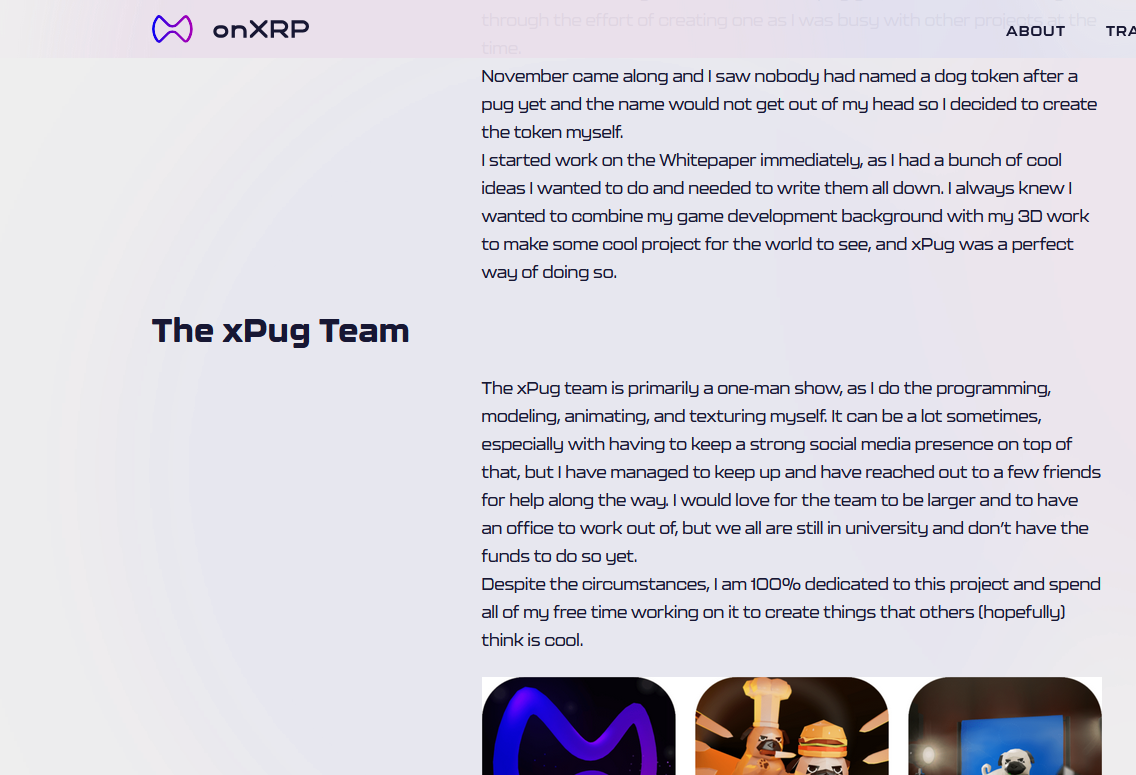 through the effort of creating one as I was busy with other projects at the
time.
onXRP
ABOUT
TRA
November came along and I saw nobody had named a dog token after a
pug yet and the name would not get out of my head so I decided to create
the token myself.
I started work on the Whitepaper immediately, as I had a bunch of cool
ideas I wanted to do and needed to write them all down. I always knew I
wanted to combine my game development background with my 3D work
to make some cool project for the world to see, and xPug was a perfect
way of doing so.
The xPug Team
The xPug team is primarily a one-man show, as I do the programming,
modeling, animating, and texturing myself. It can be a lot sometimes,
especially with having to keep a strong social media presence on top of
that, but I have managed to keep up and have reached out to a few friends
for help along the way. I would love for the team to be larger and to have
an office to work out of, but we all are still in university and don’t have the
funds to do so yet.
Despite the circumstances, I am 100% dedicated to this project and spend
all of my free time working on it to create things that others (hopefully)
think is cool.